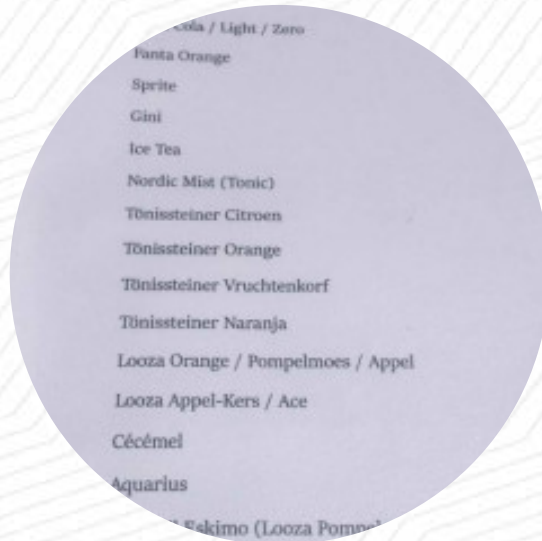 Cola / Light / Zero
Fanta Orange
Sprite
Gini
Ice Tea
Nordic Mist (Tonic)
Tönissteiner Citroen
Tönissteiner Orange
Tönissteiner Vruchtenkorf
Tönissteiner Naranja
Looza Orange / Pompelmoes / Appel
Looza Appel-Kers / Ace
Cécémel
Aquarius
Eskimo (Looza